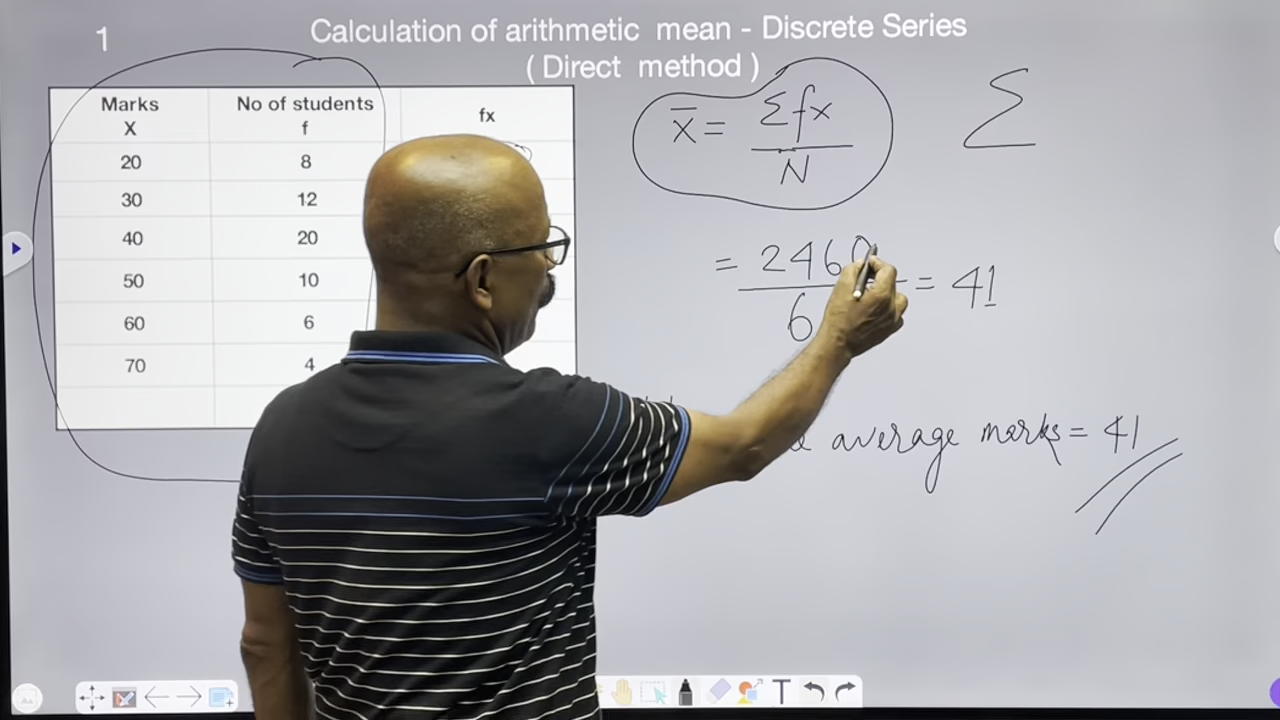 1
Calculation of arithmetic mean - Discrete Series
( Direct method )
Marks No of students fx
X f
20 8
30 12
40 20
50 10
60 6
70 4
x̄ = Σfx
N
Σ
= 2460 = 41
6
average marks = 41
T